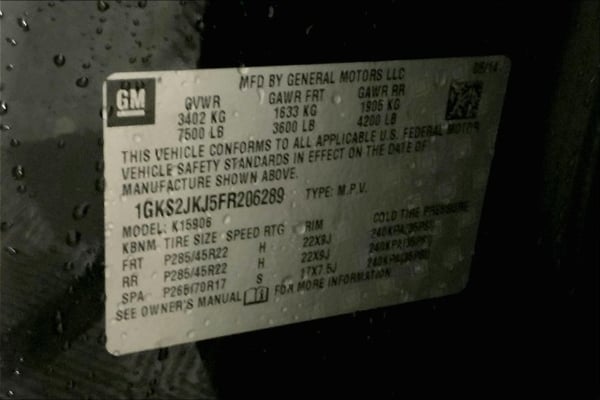 GM
MFD BY GENERAL MOTORS LLC 08/14
GVWR GAWR FRT GAWR RR
3402 KG 1633 KG 1905 KG
7500 LB 3600 LB 4200 LB
THIS VEHICLE CONFORMS TO ALL APPLICABLE U.S. FEDERAL MOTOR
VEHICLE SAFETY STANDARDS IN EFFECT ON THE DATE OF
MANUFACTURE SHOWN ABOVE.
1GKS2JKJ5FR206289 TYPE: M.P.V.
MODEL: K15906
KBNM TIRE SIZE SPEED RTG RIM COLD TIRE PRESSURE
FRT P285/45R22 H 22X9J 240KPA(35PSI)
RR P285/45R22 H 22X9J 240KPA(35PSI)
SPA P265/70R17 S 17X7.5J 240KPA(35PSI)
SEE OWNER'S MANUAL FOR MORE INFORMATION